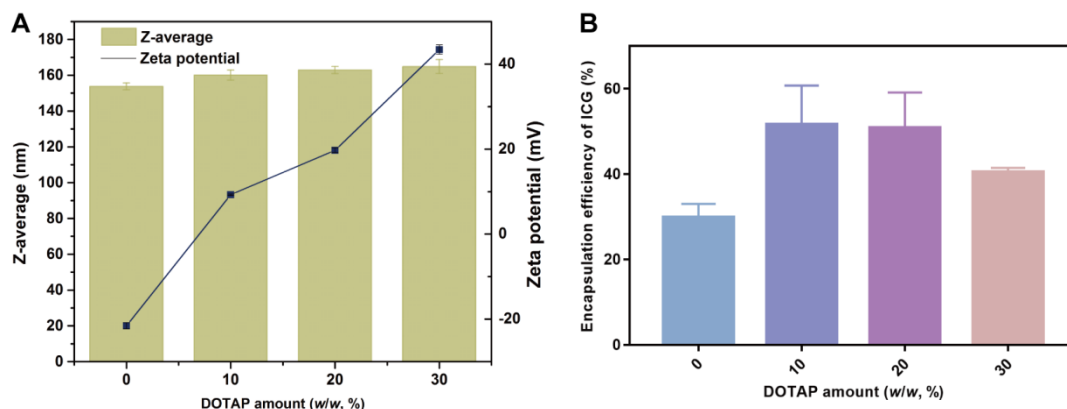 A
Z-average
Zeta potential
Z-average (nm)
180
160
140
120
100
80
60
40
20
0
40
20
0
-20
Zeta potential (mV)
0 10 20 30
DOTAP amount (w/w, %)
B
Encapsulation efficiency of ICG (%)
60
40
20
0
0 10 20 30
DOTAP amount (w/w, %)